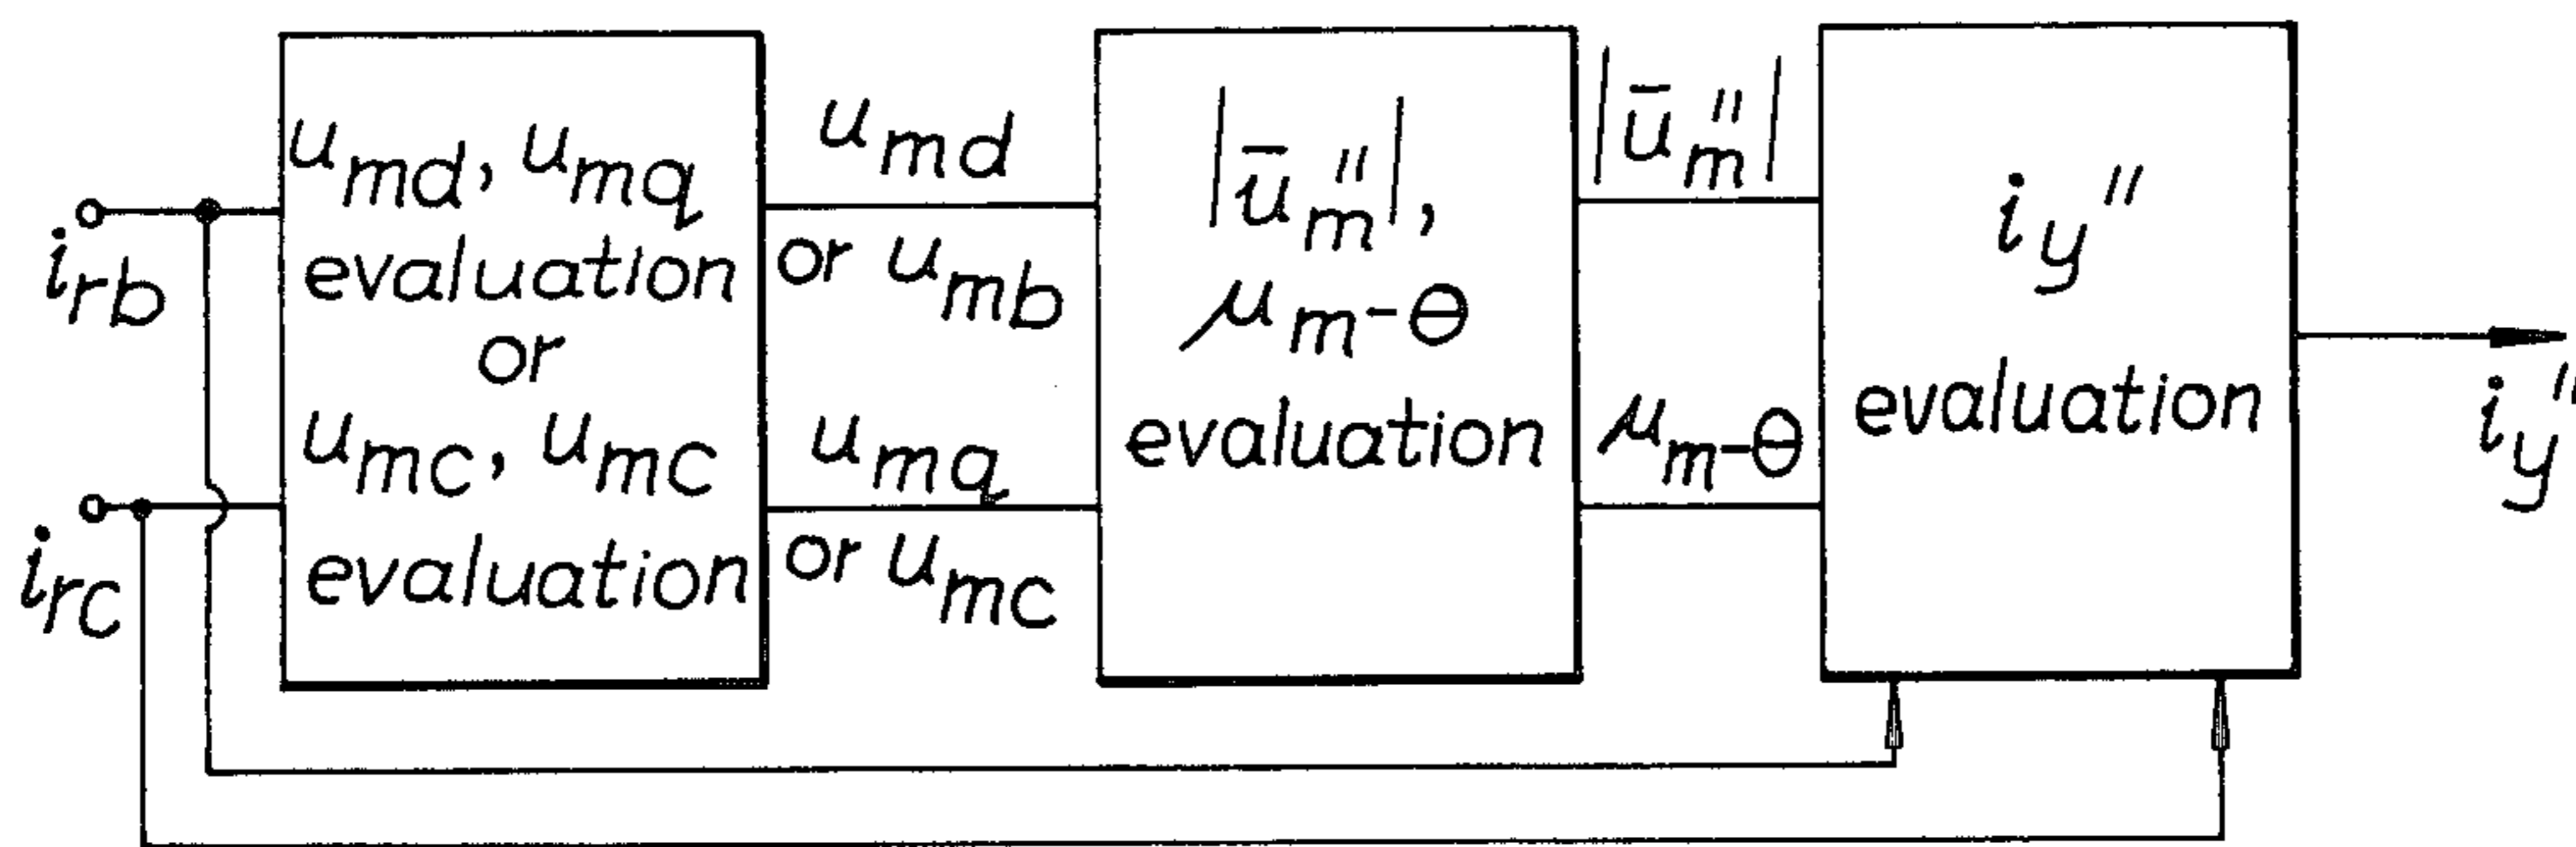 i_rb
i_rc
u_md, u_mq
evaluation
or
u_mc, u_mc
evaluation
u_md
or u_mb
u_mq
or u_mc
|ū_m''|,
μ_m-θ
evaluation
|ū_m''|
μ_m-θ
i_y''
evaluation
i_y''